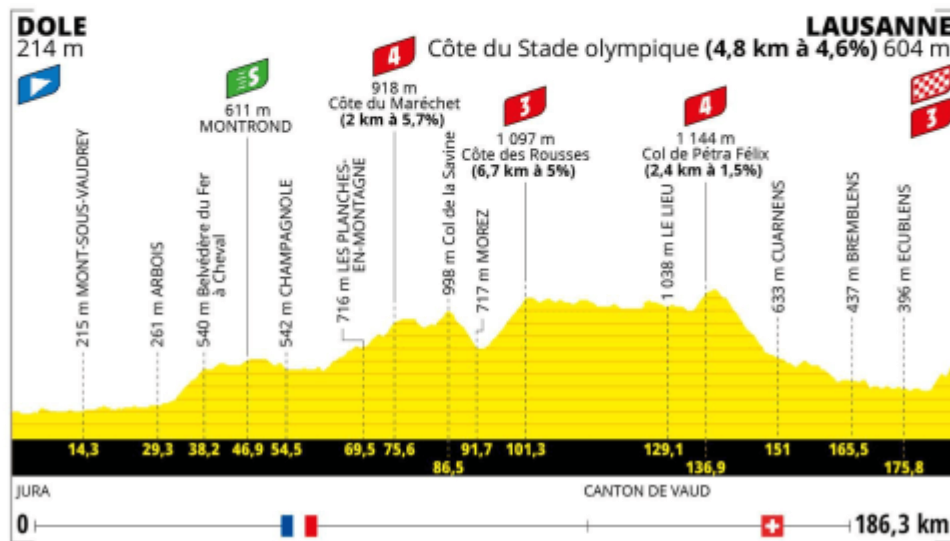 DOLE
214 m
LAUSANNE
Côte du Stade olympique (4,8 km à 4,6%) 604 m
S
611 m
MONTROND
4
918 m
Côte du Maréchet
(2 km à 5,7%)
3
1 097 m
Côte des Rousses
(6,7 km à 5%)
4
1 144 m
Col de Pétra Félix
(2,4 km à 1,5%)
3
215 m MONT-SOUS-VAUDREY
261 m ARBOIS
540 m Belvédère du Fer
à Cheval
542 m CHAMPAGNOLE
716 m LES PLANCHES-
EN-MONTAGNE
998 m Col de la Savine
717 m MOREZ
1 038 m LE LIEU
633 m CUARNENS
437 m BREMBLENS
396 m ECUBLENS
14,3 29,3 38,2 46,9 54,5 69,5 75,6 91,7 101,3 129,1 151 165,5
86,5 136,9 175,8
JURA CANTON DE VAUD
0 186,3 km